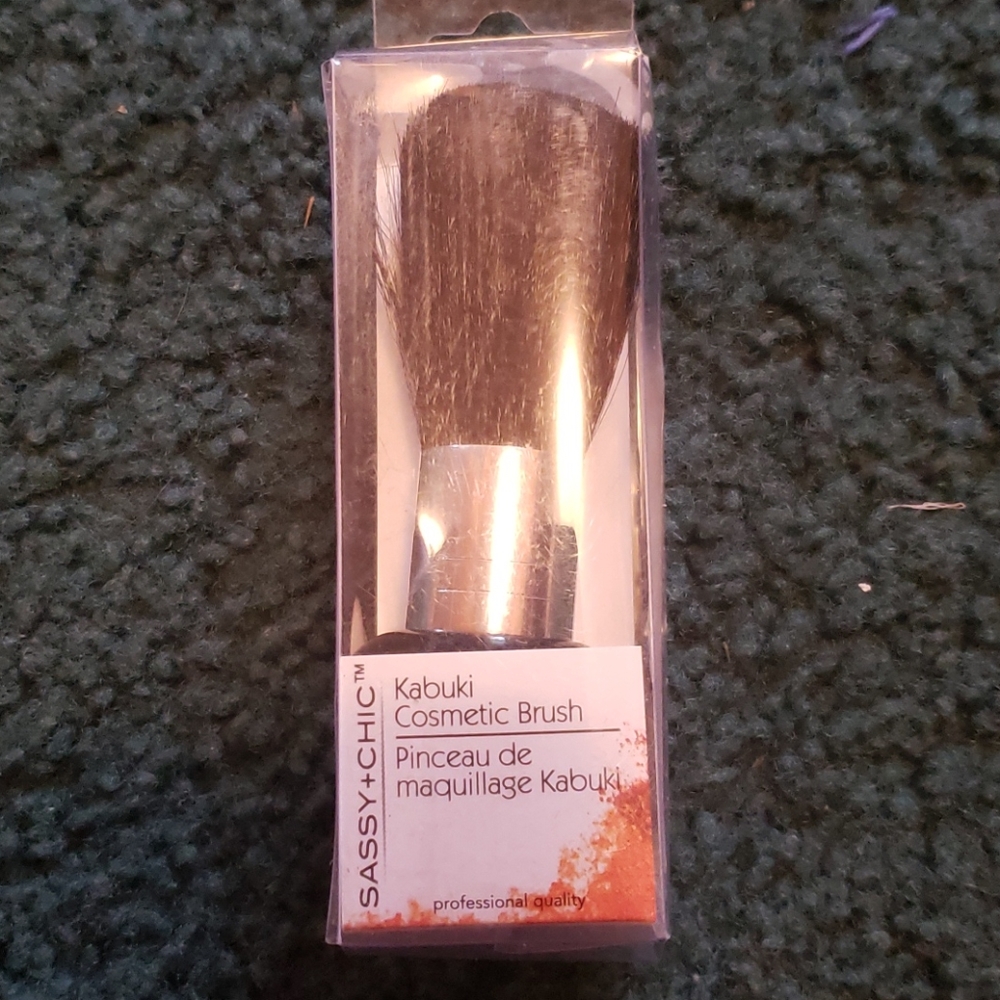 SASSY+CHIC™
Kabuki
Cosmetic Brush
Pinceau de
maquillage Kabuki
professional quality